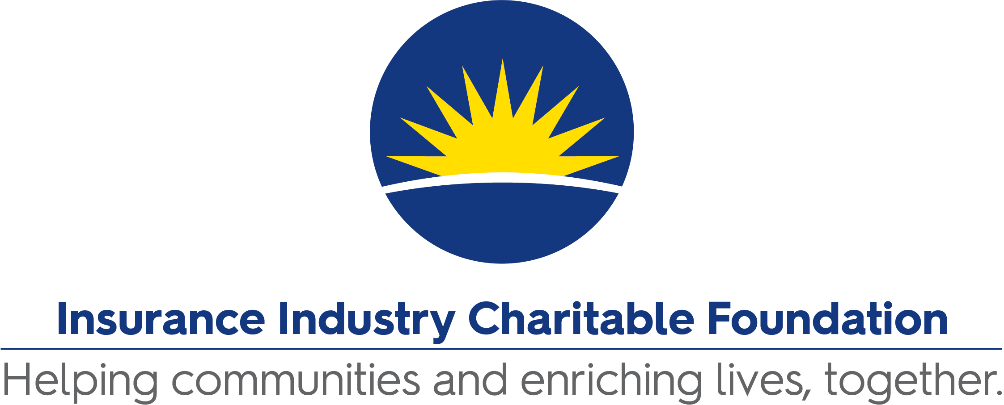 Insurance Industry Charitable Foundation
Helping communities and enriching lives, together.